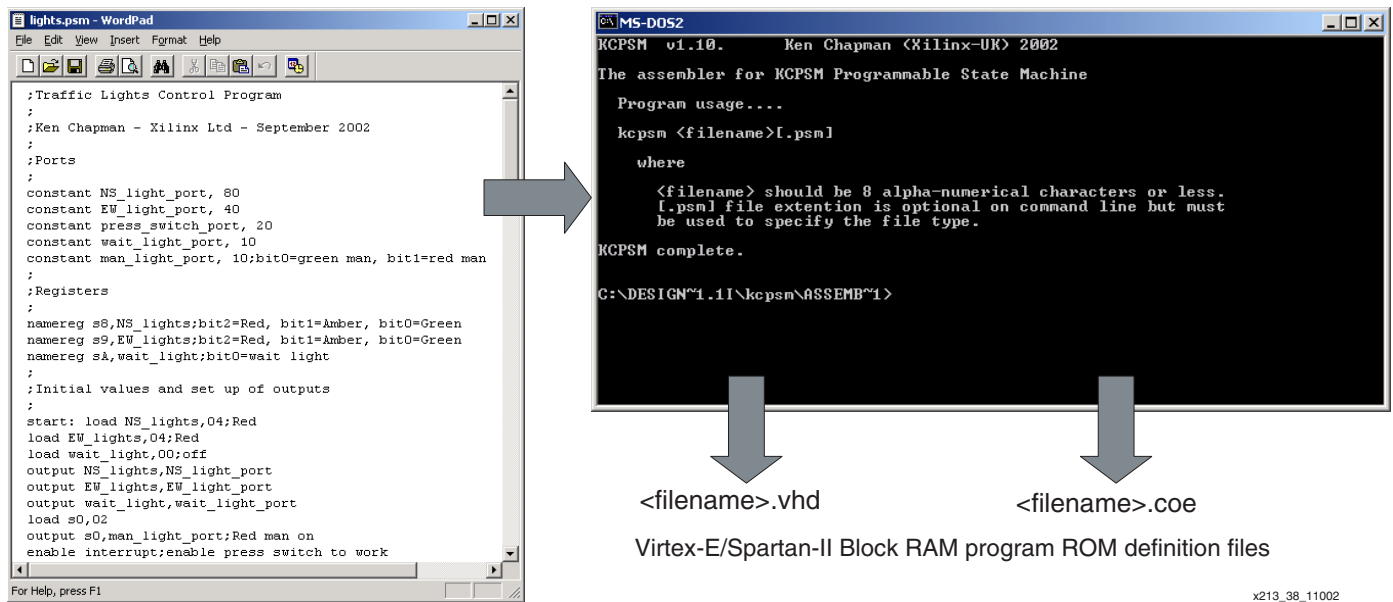 lights.psm - WordPad
File Edit View Insert Format Help
;Traffic Lights Control Program
;
;Ken Chapman - Xilinx Ltd - September 2002
;
;Ports
;
constant NS_light_port, 80
constant EW_light_port, 40
constant press_switch_port, 20
constant wait_light_port, 10
constant man_light_port, 10;bit0=green man, bit1=red man
;
;Registers
;
namereg s8,NS_lights;bit2=Red, bit1=Amber, bit0=Green
namereg s9,EW_lights;bit2=Red, bit1=Amber, bit0=Green
namereg sA,wait_light;bit0=wait light
;
;Initial values and set up of outputs
;
start: load NS_lights,04;Red
load EW_lights,04;Red
load wait_light,00;off
output NS_lights,NS_light_port
output EW_lights,EW_light_port
output wait_light,wait_light_port
load s0,02
output s0,man_light_port;Red man on
enable interrupt;enable press switch to work
For Help, press F1
MS-DOS2
KCPSM v1.10. Ken Chapman (Xilinx-UK) 2002
The assembler for KCPSM Programmable State Machine
Program usage....
kcpsm <filename>[.psm]
where
<filename> should be 8 alpha-numerical characters or less.
[.psm] file extention is optional on command line but must
be used to specify the file type.
KCPSM complete.
C:\DESIGN~1.1I\kcpsm\ASSEMB~1>
<filename>.vhd
<filename>.coe
Virtex-E/Spartan-II Block RAM program ROM definition files
x213_38_11002